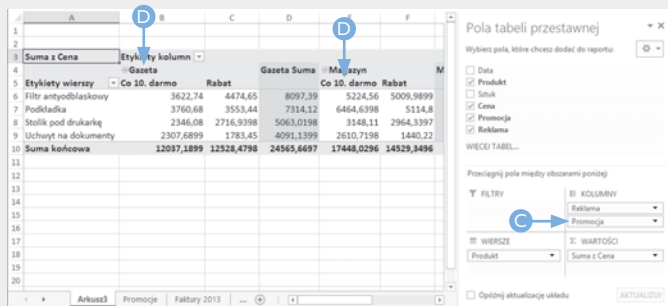 D
D
A B C D E F
1
2
3 Suma z Cena Etykiety kolumn
4 Gazeta Gazeta Suma Magazyn M
5 Etykiety wierszy Co 10. darmo Rabat Co 10. darmo Rabat
6 Filtr antyodblaskowy 3622,74 4474,65 8097,39 5224,56 5009,9899
7 Podkładka 3760,68 3553,44 7314,12 6464,6398 5114,8
8 Stolik pod drukarkę 2346,08 2716,9398 5063,0198 3148,11 2964,3397
9 Uchwyt na dokumenty 2307,6899 1783,45 4091,1399 2610,7198 1440,22
10 Suma końcowa 12037,1899 12528,4798 24565,6697 17448,0296 14529,3496
11
12
13
14
15
16
17
18
19
20
Arkusz3 Promocje Faktury 2013 ...
Pola tabeli przestawnej
Wybierz pola, które chcesz dodać do raportu:
Data
Produkt
Sztuk
Cena
Promocja
Reklama
WIĘCEJ TABEL...
Przeciągnij pola między obszarami poniżej:
FILTRY
KOLUMNY
Reklama
C
Promocja
WIERSZE
Σ WARTOŚCI
Produkt
Suma z Cena
Opóźnij aktualizację układu
AKTUALIZUJ